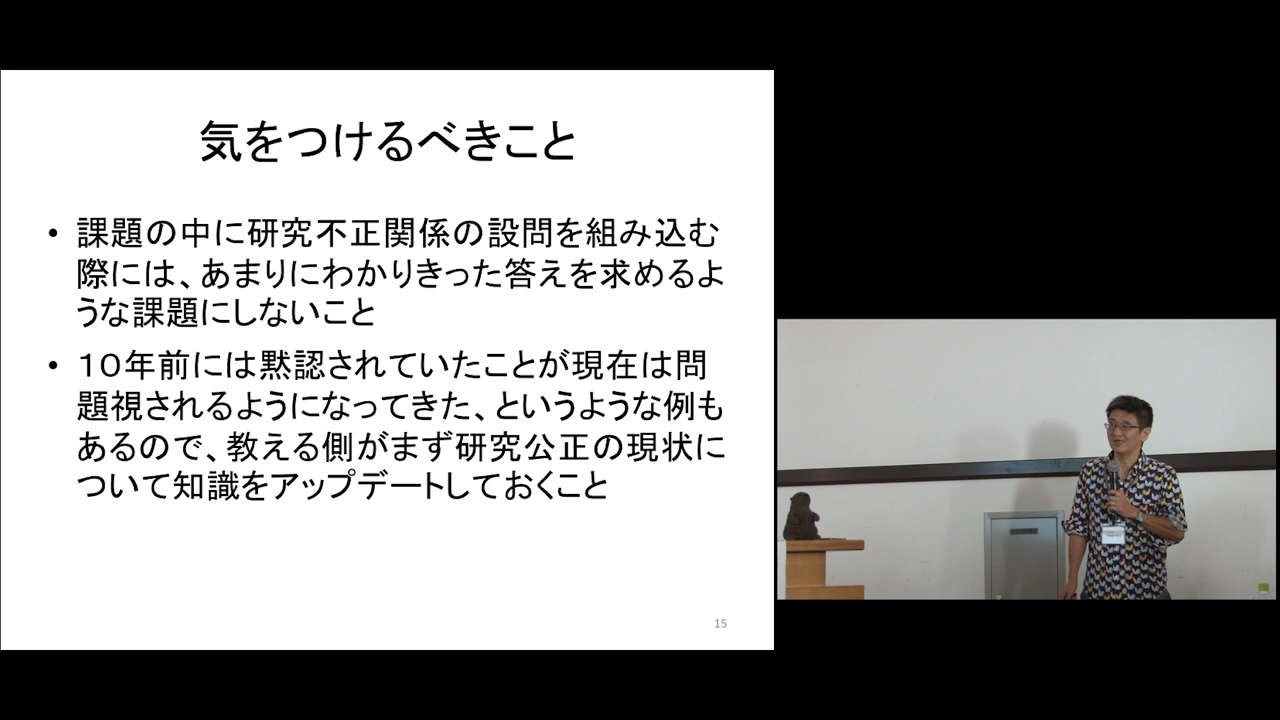 気をつけるべきこと
• 課題の中に研究不正関係の設問を組み込む
際には、あまりにわかりきった答えを求めるよ
うな課題にしないこと
• １０年前には黙認されていたことが現在は問
題視されるようになってきた、というような例も
あるので、教える側がまず研究公正の現状に
ついて知識をアップデートしておくこと
15